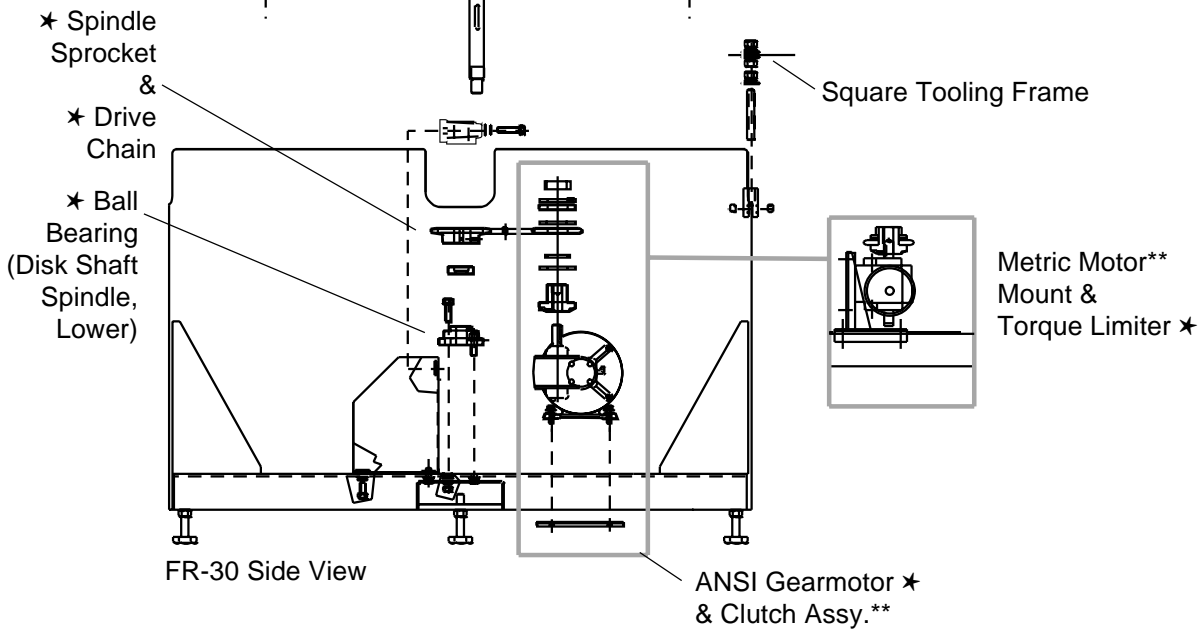 ✶ Spindle
Sprocket
&
✶ Drive
Chain
✶ Ball
Bearing
(Disk Shaft
Spindle,
Lower)
Square Tooling Frame
Metric Motor**
Mount &
Torque Limiter ✶
FR-30 Side View
ANSI Gearmotor ✶
& Clutch Assy.**